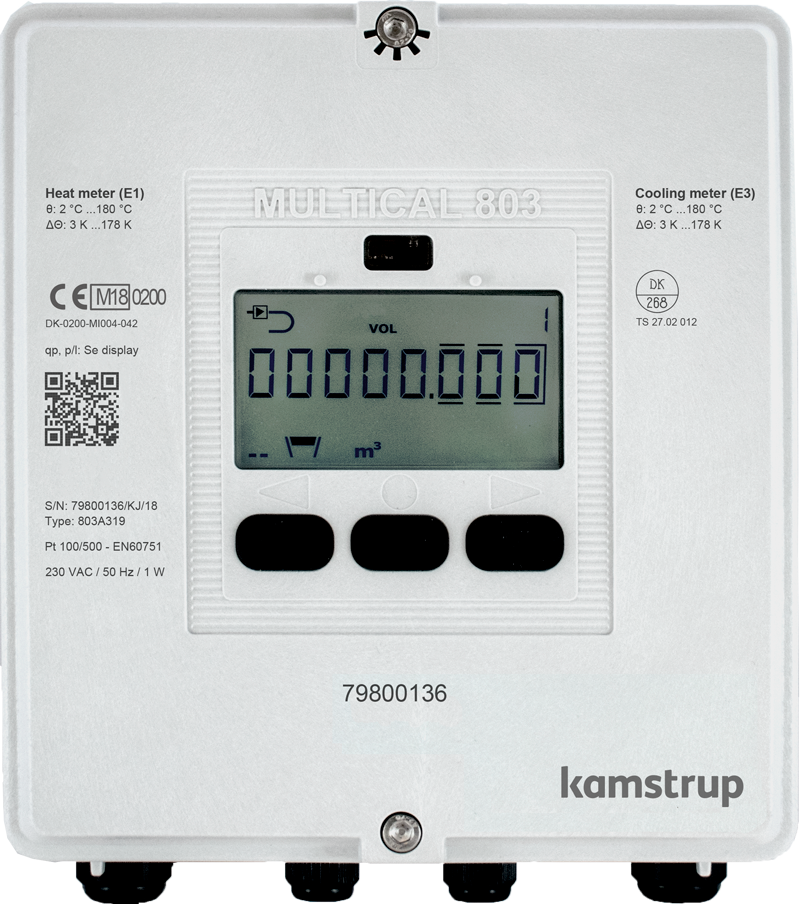 MULTICAL 803
Heat meter (E1)
θ: 2 °C ...180 °C
ΔΘ: 3 K ...178 K
Cooling meter (E3)
θ: 2 °C ...180 °C
ΔΘ: 3 K ...178 K
CE M18 0200
DK-0200-MI004-042
qp, p/l: Se display
DK
268
TS 27.02 012
VOL 1
00000.000
-- m³
S/N: 79800136/KJ/18
Type: 803A319
Pt 100/500 - EN60751
230 VAC / 50 Hz / 1 W
79800136
kamstrup